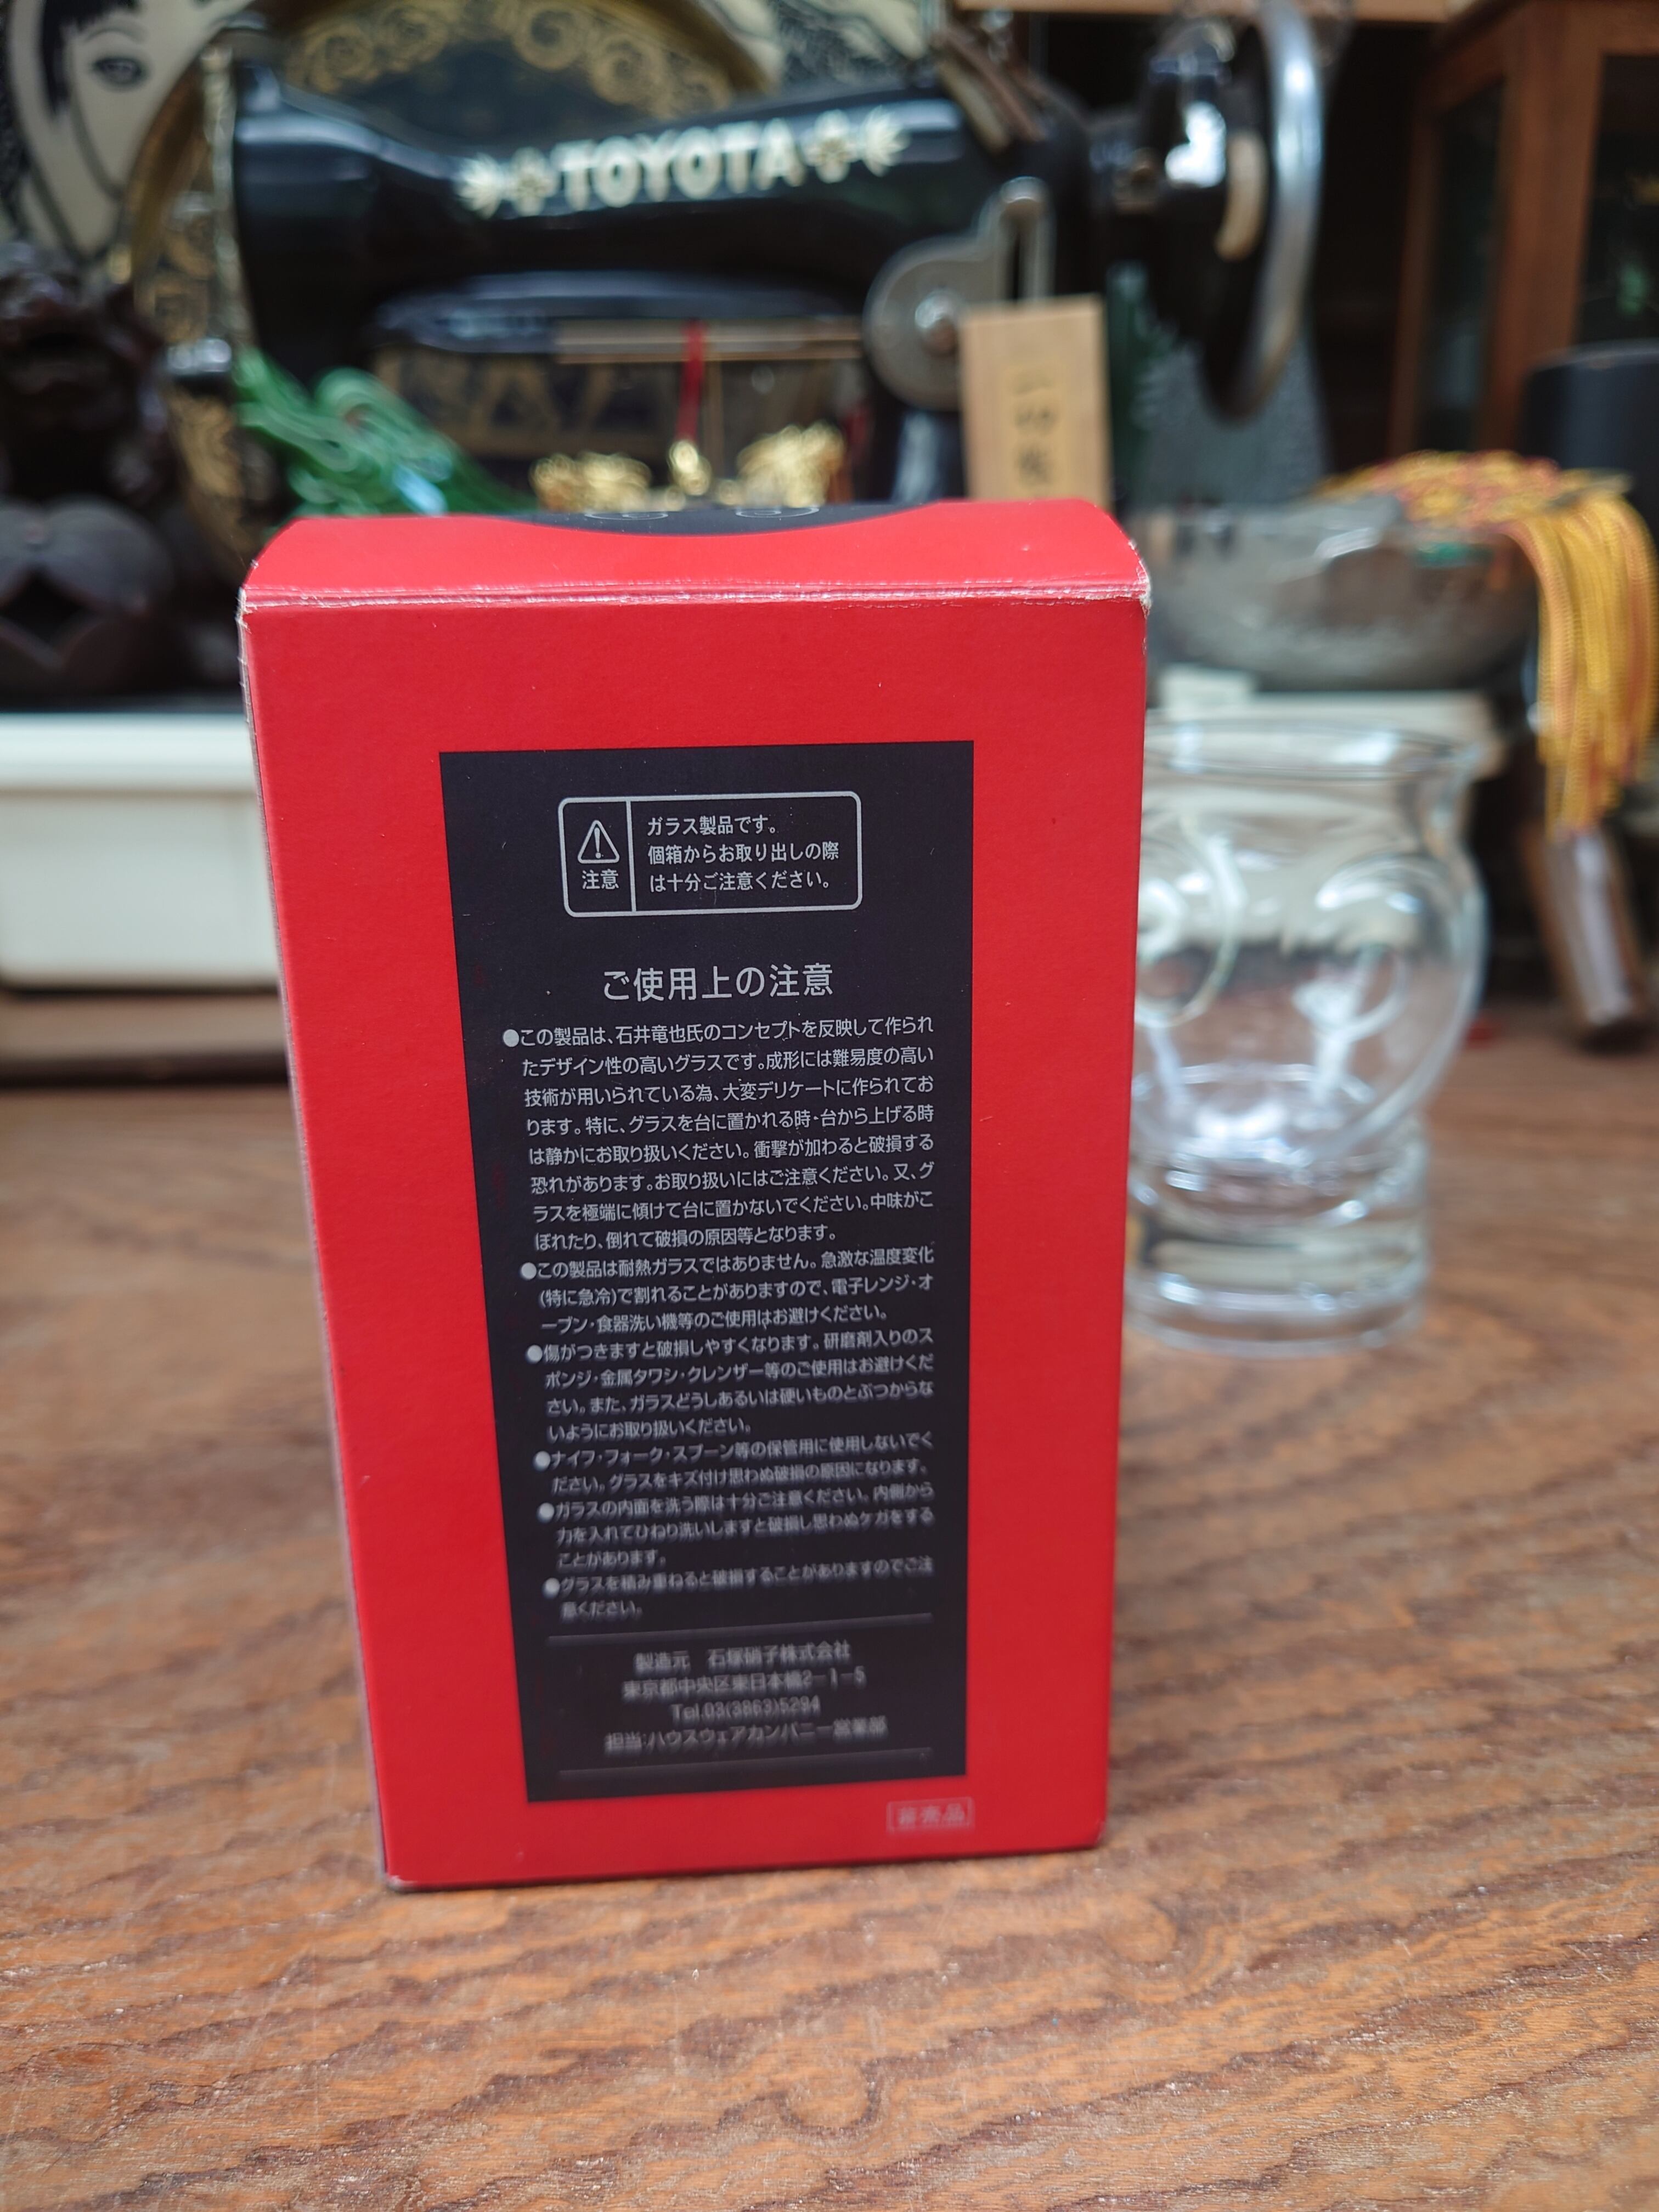 TOYOTA
ガラス製品です。
個箱からお取り出しの際
は十分ご注意ください。
注意
ご使用上の注意
●この製品は、石井竜也氏のコンセプトを反映して作られ
たデザイン性の高いグラスです。成形には難易度の高い
技術が用いられている為、大変デリケートに作られてお
ります。特に、グラスを台に置かれる時・台から上げる時
は静かにお取り扱いください。衝撃が加わると破損する
恐れがあります。お取り扱いにはご注意ください。又、グ
ラスを極端に傾けて台に置かないでください。中味がこ
ぼれたり、倒れて破損の原因等となります。
●この製品は耐熱ガラスではありません。急激な温度変化
(特に急冷)で割れることがありますので、電子レンジ・オ
ーブン・食器洗い機等のご使用はお避けください。
●傷がつきますと破損しやすくなります。研磨剤入りのス
ポンジ・金属タワシ・クレンザー等のご使用はお避けくだ
さい。また、ガラスどうしあるいは硬いものとぶつからな
いようにお取り扱いください。
●ナイフ・フォーク・スプーン等の保管用に使用しないでく
ださい。グラスをキズ付け思わぬ破損の原因になります。
●ガラスの内面を洗う際は十分ご注意ください。内側から
力を入れてひねり洗いしますと破損し思わぬケガをする
ことがあります。
●グラスを積み重ねると破損することがありますのでご注
意ください。
製造元 石塚硝子株式会社
東京都中央区東日本橋2-1-5
Tel.03(3863)5294
担当:ハウスウェアカンパニー営業部
非売品